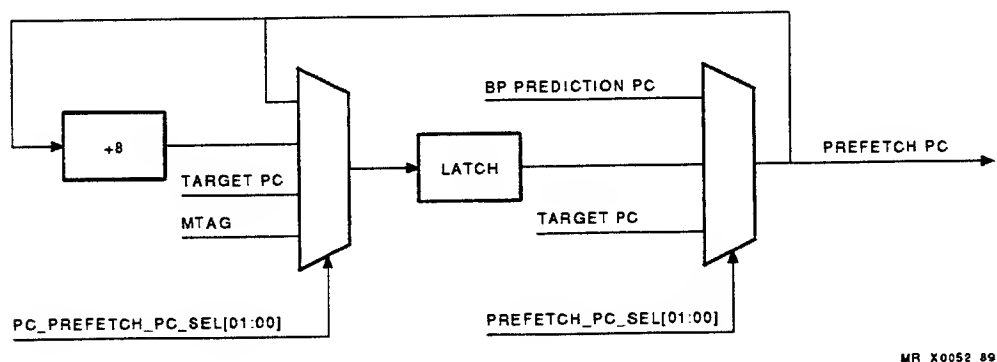 BP PREDICTION PC
+8
LATCH
PREFETCH PC
TARGET PC
MTAG
TARGET PC
PC_PREFETCH_PC_SEL[01:00]
PREFETCH_PC_SEL[01:00]
MR X0052 89